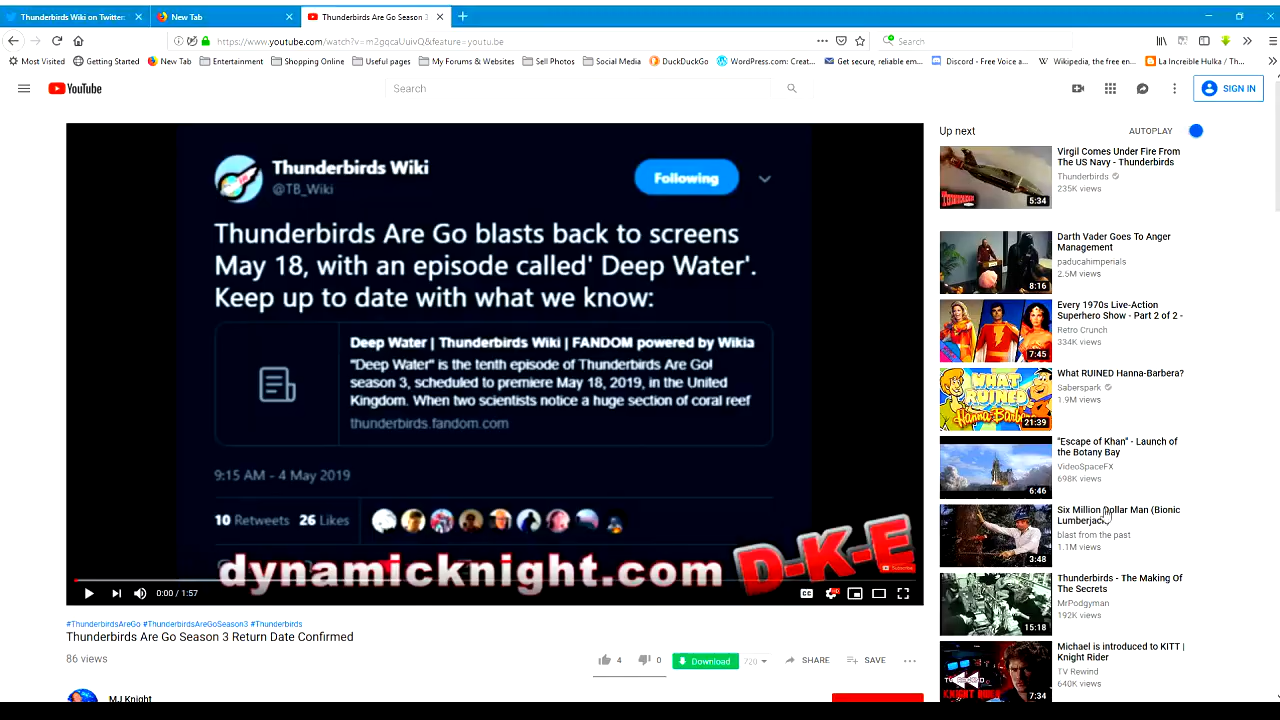 Thunderbirds Wiki on Twitter
New Tab
Thunderbirds Are Go Season 3
https://www.youtube.com/watch?v=m2gqcaUuivQ&feature=youtu.be
Search
Most Visited
Getting Started
New Tab
Entertainment
Shopping Online
Useful pages
My Forums & Websites
Sell Photos
Social Media
DuckDuckGo
WordPress.com: Creat...
Get secure, reliable em...
Discord - Free Voice a...
Wikipedia, the free en...
La Increible Hulka / Th...
YouTube
Search
SIGN IN
Thunderbirds Wiki
@TB_Wiki
Following
Thunderbirds Are Go blasts back to screens
May 18, with an episode called' Deep Water'.
Keep up to date with what we know:
Deep Water | Thunderbirds Wiki | FANDOM powered by Wikia
"Deep Water" is the tenth episode of Thunderbirds Are Go!
season 3, scheduled to premiere May 18, 2019, in the United
Kingdom. When two scientists notice a huge section of coral reef
thunderbirds.fandom.com
9:15 AM - 4 May 2019
10 Retweets 26 Likes
dynamicknight.com
D-K-E
Subscribe
0:00 / 1:57
#ThunderbirdsAreGo #ThunderbirdsAreGoSeason3 #Thunderbirds
Thunderbirds Are Go Season 3 Return Date Confirmed
86 views
4
0
Download
720
SHARE
SAVE
MJ Knight
Up next
AUTOPLAY
Virgil Comes Under Fire From
The US Navy - Thunderbirds
Thunderbirds
235K views
5:34
Darth Vader Goes To Anger
Management
paducahimperials
2.5M views
8:16
Every 1970s Live-Action
Superhero Show - Part 2 of 2 -
Retro Crunch
334K views
7:45
What RUINED Hanna-Barbera?
Saberspark
1.9M views
WHAT
RUINED
Hanna-Barbera
21:39
"Escape of Khan" - Launch of
the Botany Bay
VideoSpaceFX
698K views
6:46
Six Million Dollar Man (Bionic
Lumberjack)
blast from the past
1.1M views
3:48
Thunderbirds - The Making Of
The Secrets
MrPodgyman
192K views
15:18
Michael is introduced to KITT |
Knight Rider
TV Rewind
640K views
KNIGHT RIDER
7:34